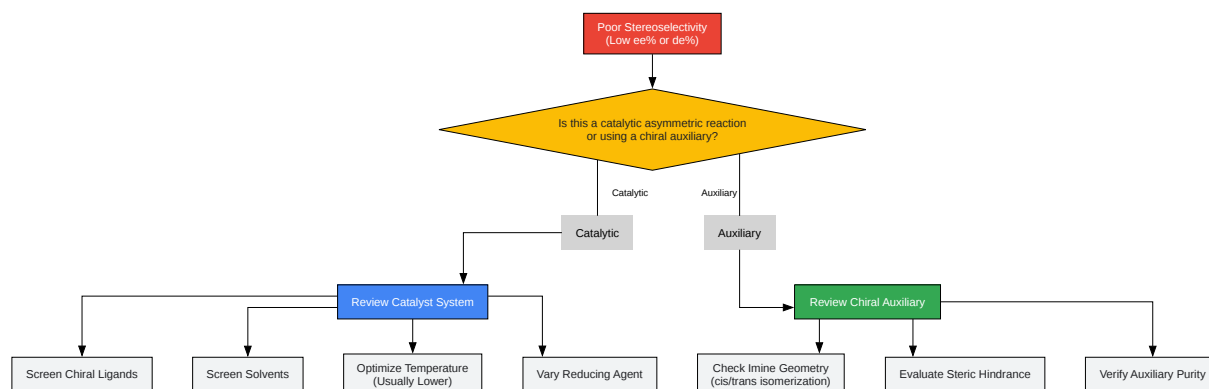 Poor Stereoselectivity
(Low ee% or de%)
Is this a catalytic asymmetric reaction
or using a chiral auxiliary?
Catalytic
Auxiliary
Catalytic
Auxiliary
Review Catalyst System
Review Chiral Auxiliary
Screen Chiral Ligands
Screen Solvents
Optimize Temperature
(Usually Lower)
Vary Reducing Agent
Check Imine Geometry
(cis/trans isomerization)
Evaluate Steric Hindrance
Verify Auxiliary Purity